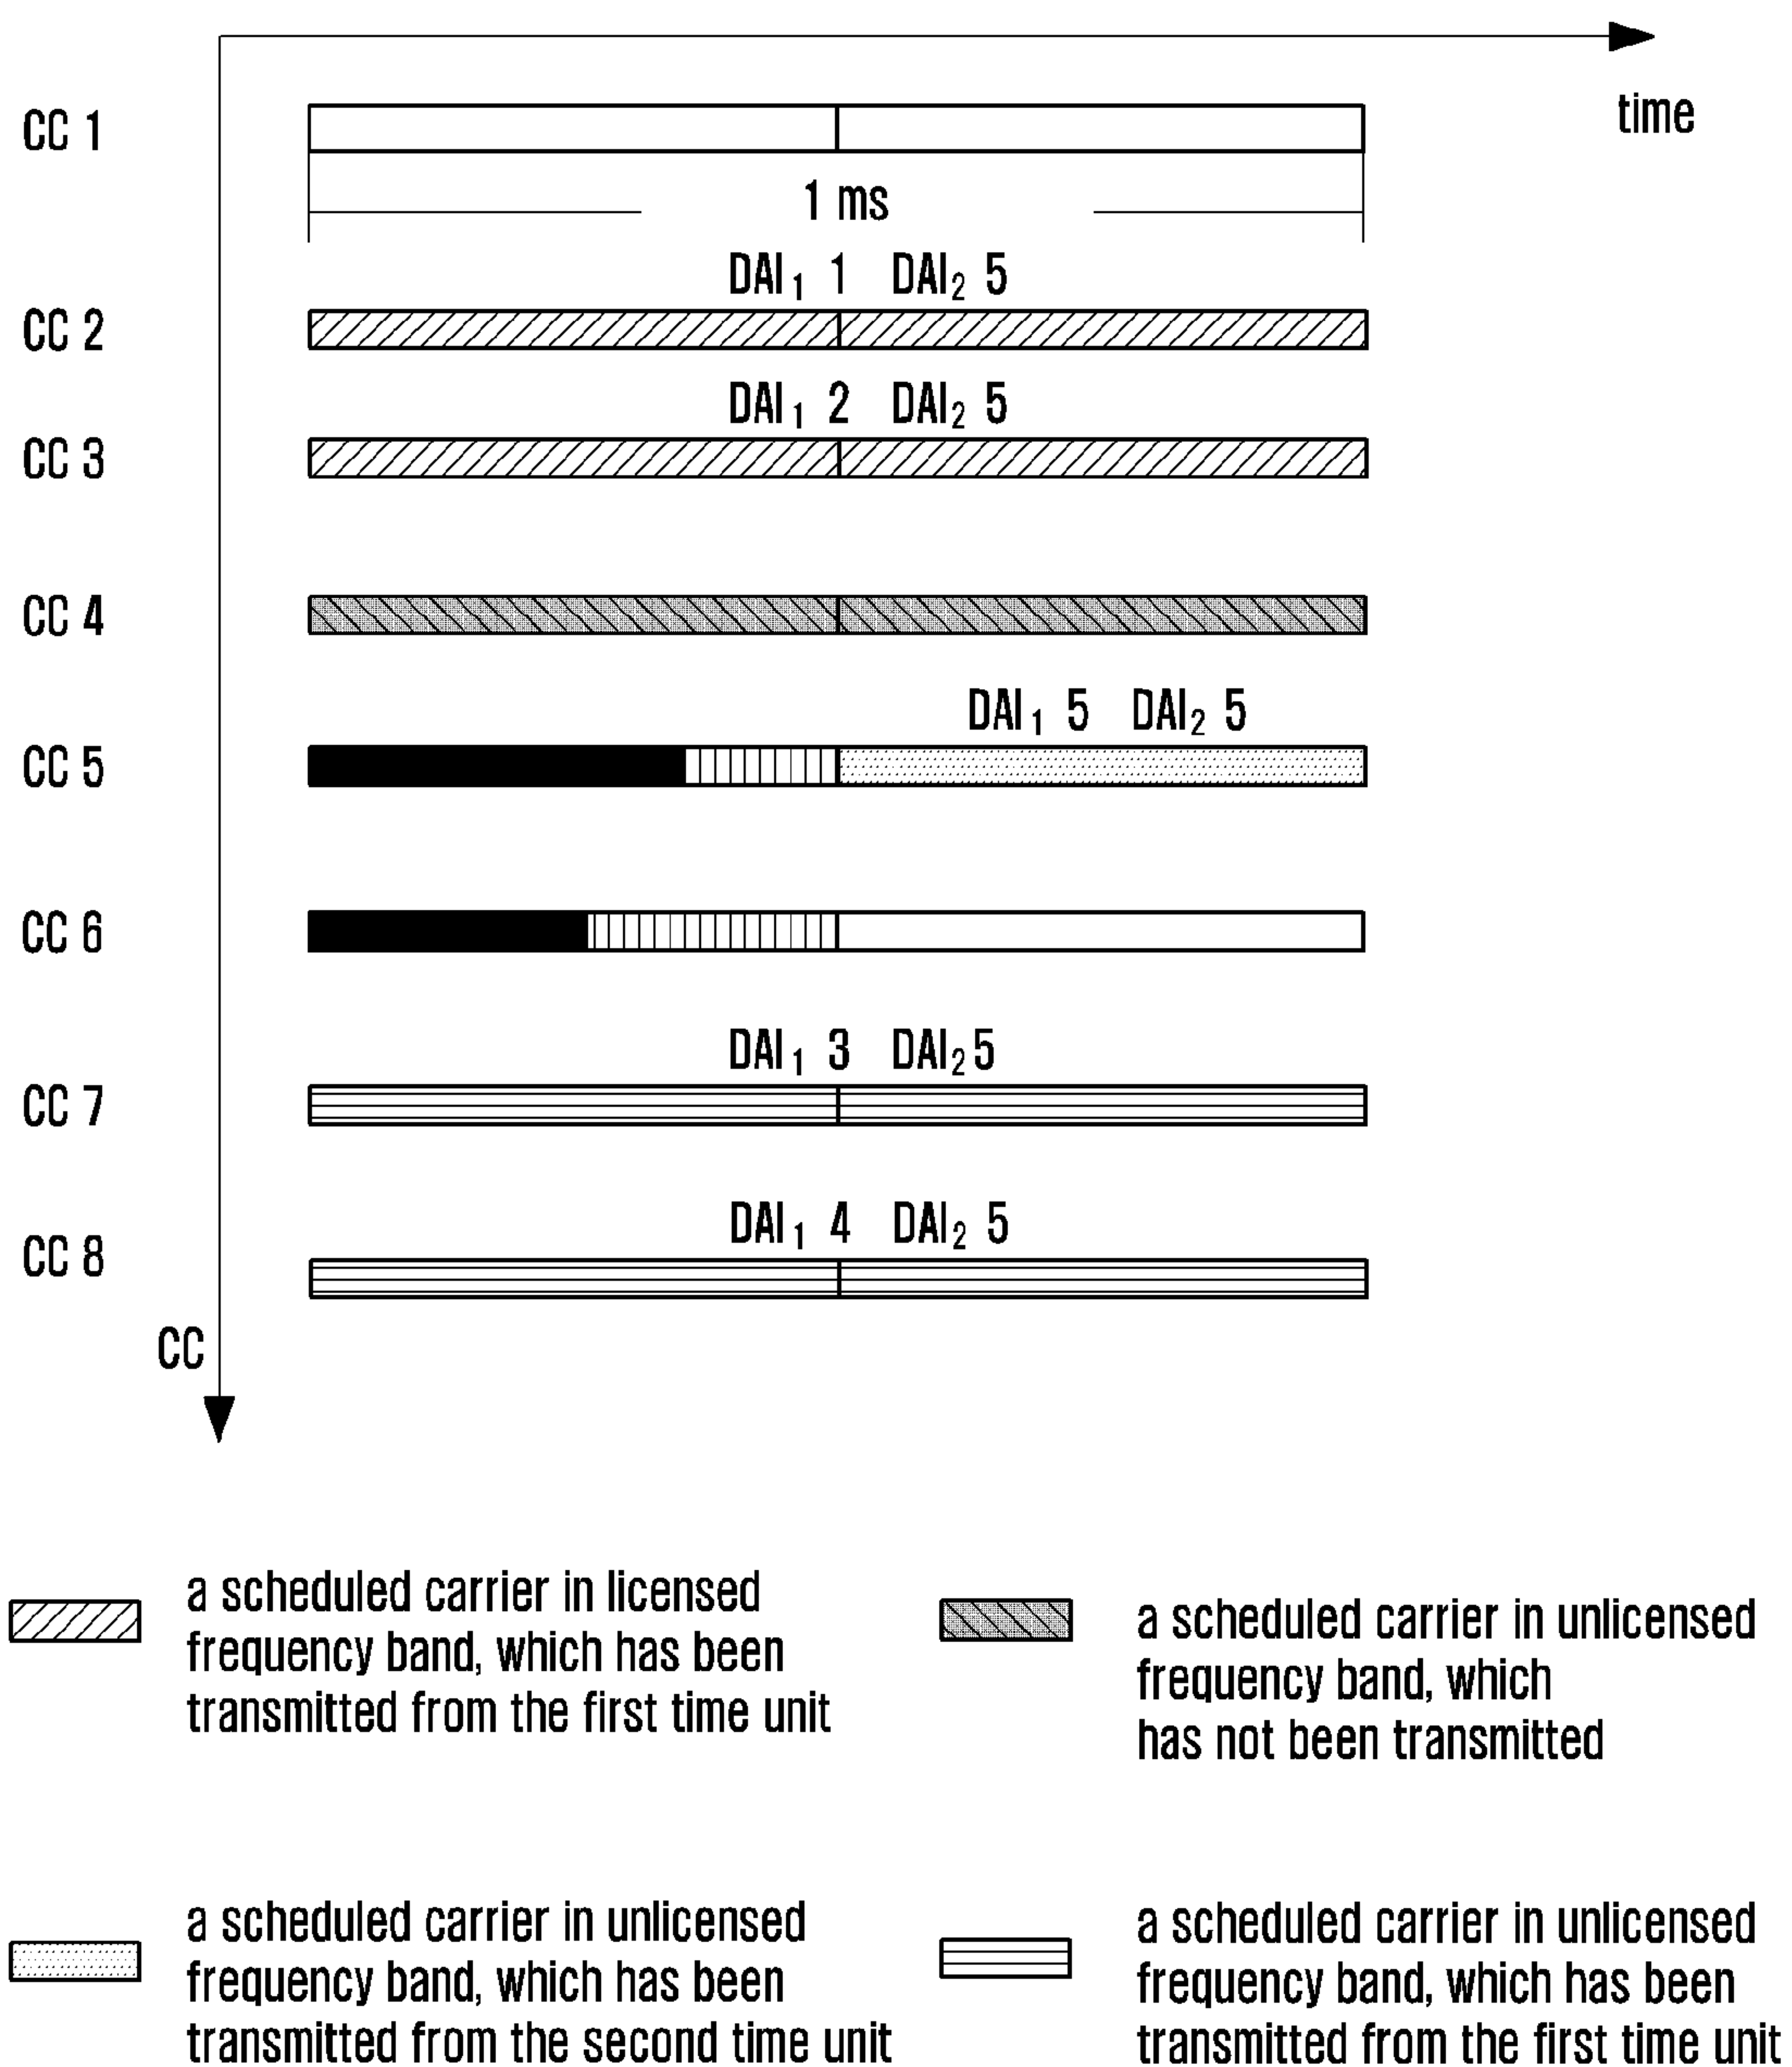 time
CC 1
1 ms
DAI₁ 1 DAI₂ 5
CC 2
DAI₁ 2 DAI₂ 5
CC 3
CC 4
DAI₁ 5 DAI₂ 5
CC 5
CC 6
DAI₁ 3 DAI₂5
CC 7
DAI₁ 4 DAI₂ 5
CC 8
CC
a scheduled carrier in licensed
frequency band, which has been
transmitted from the first time unit
a scheduled carrier in unlicensed
frequency band, which
has not been transmitted
a scheduled carrier in unlicensed
frequency band, which has been
transmitted from the second time unit
a scheduled carrier in unlicensed
frequency band, which has been
transmitted from the first time unit